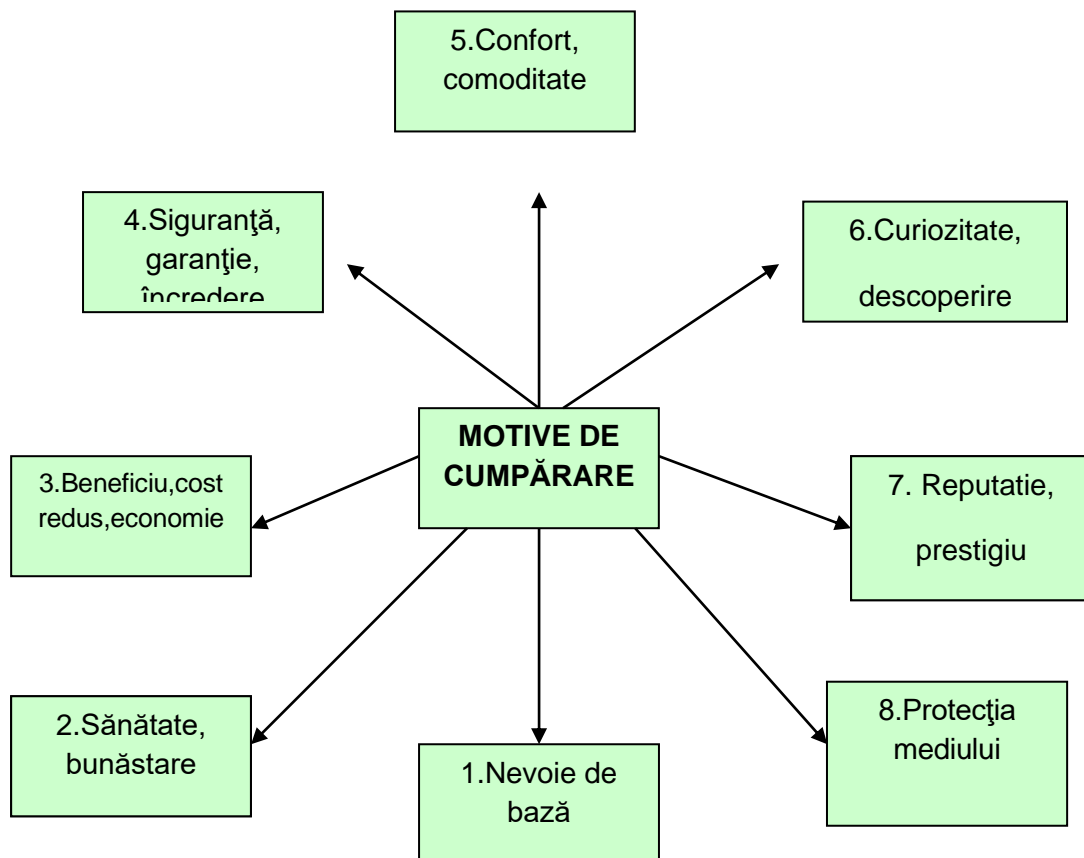 5.Confort,
comoditate
4.Siguranţă,
garanţie,
încredere
6.Curiozitate,
descoperire
MOTIVE DE
CUMPĂRARE
3.Beneficiu,cost
redus,economie
7. Reputatie,
prestigiu
2.Sănătate,
bunăstare
1.Nevoie de
bază
8.Protecţia
mediului